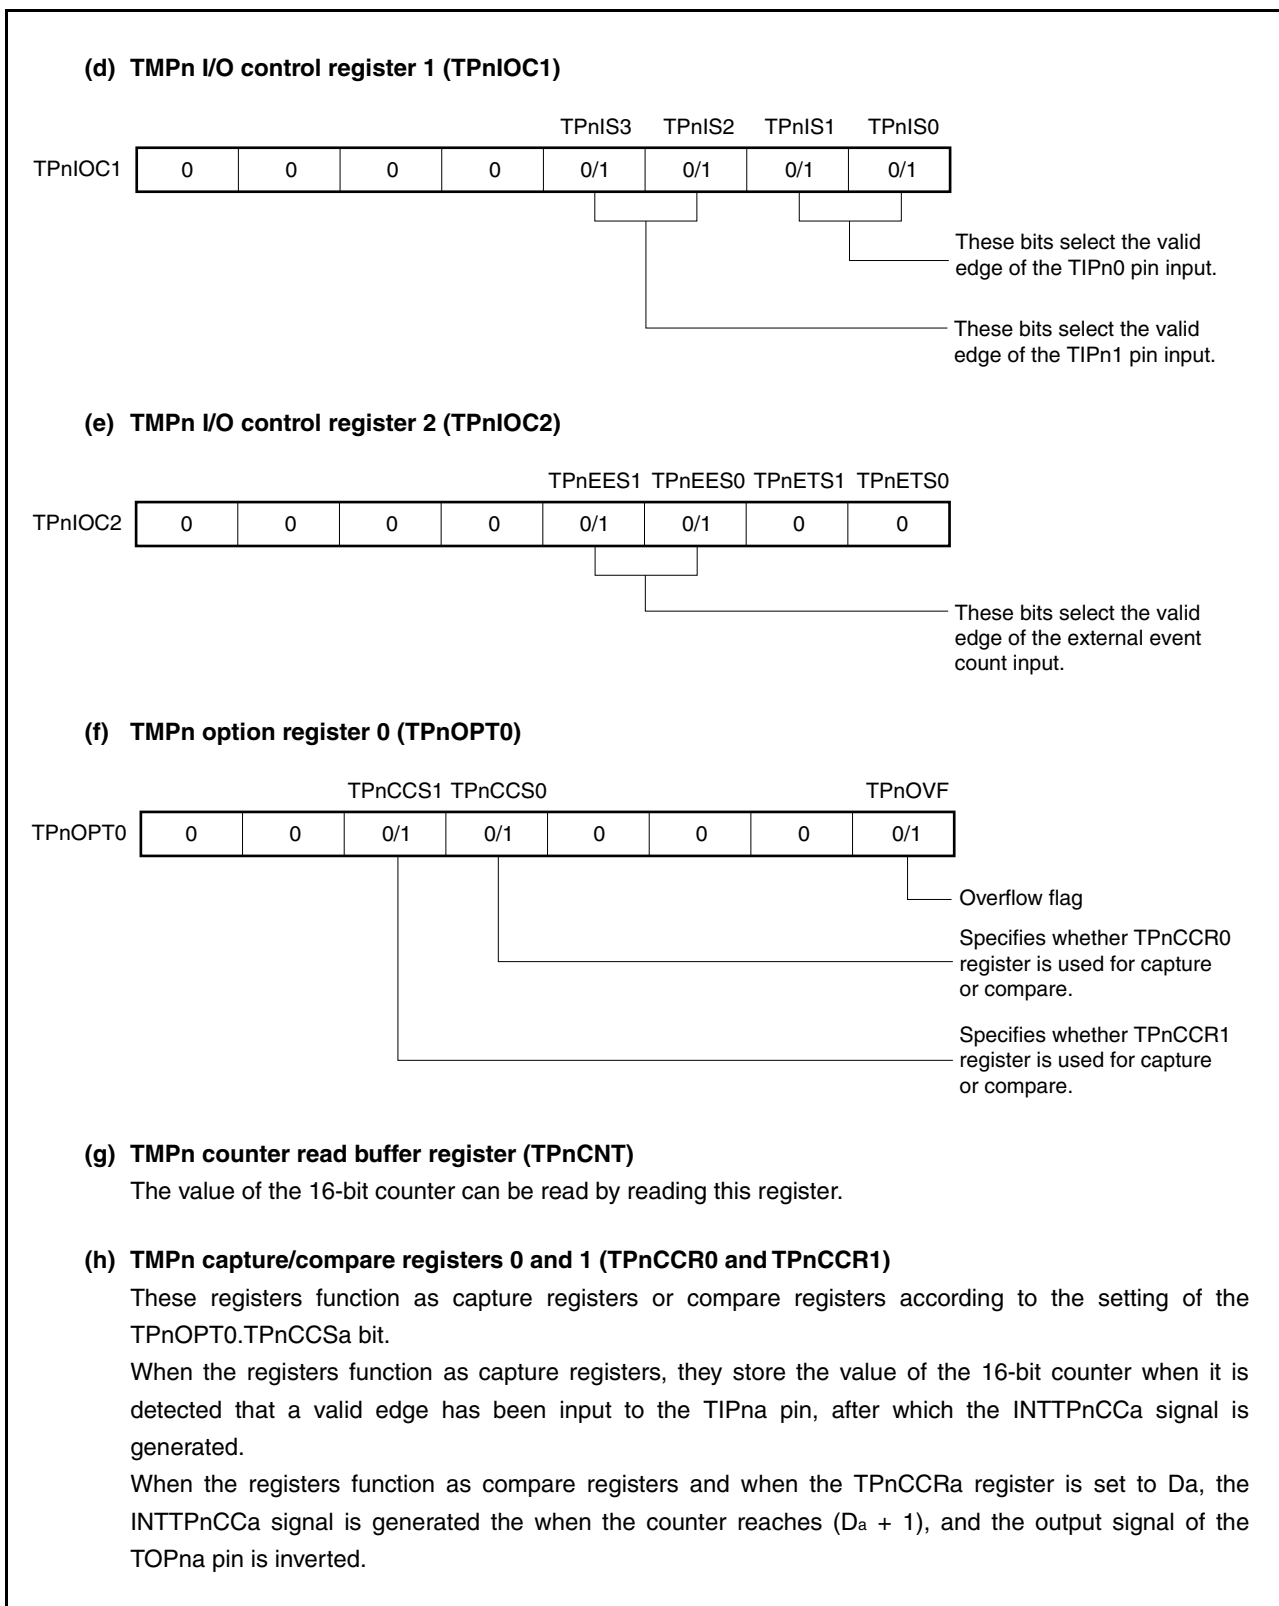 (d) TMPn I/O control register 1 (TPnIOC1)
TPnIS3 TPnIS2 TPnIS1 TPnIS0
TPnIOC1 0 0 0 0 0/1 0/1 0/1 0/1
These bits select the valid
edge of the TIPn0 pin input.
These bits select the valid
edge of the TIPn1 pin input.
(e) TMPn I/O control register 2 (TPnIOC2)
TPnEES1 TPnEES0 TPnETS1 TPnETS0
TPnIOC2 0 0 0 0 0/1 0/1 0 0
These bits select the valid
edge of the external event
count input.
(f) TMPn option register 0 (TPnOPT0)
TPnCCS1 TPnCCS0 TPnOVF
TPnOPT0 0 0 0/1 0/1 0 0 0 0/1
Overflow flag
Specifies whether TPnCCR0
register is used for capture
or compare.
Specifies whether TPnCCR1
register is used for capture
or compare.
(g) TMPn counter read buffer register (TPnCNT)
The value of the 16-bit counter can be read by reading this register.
(h) TMPn capture/compare registers 0 and 1 (TPnCCR0 and TPnCCR1)
These registers function as capture registers or compare registers according to the setting of the
TPnOPT0.TPnCCSa bit.
When the registers function as capture registers, they store the value of the 16-bit counter when it is
detected that a valid edge has been input to the TIPna pin, after which the INTTPnCCa signal is
generated.
When the registers function as compare registers and when the TPnCCRa register is set to Da, the
INTTPnCCa signal is generated the when the counter reaches (Da + 1), and the output signal of the
TOPna pin is inverted.